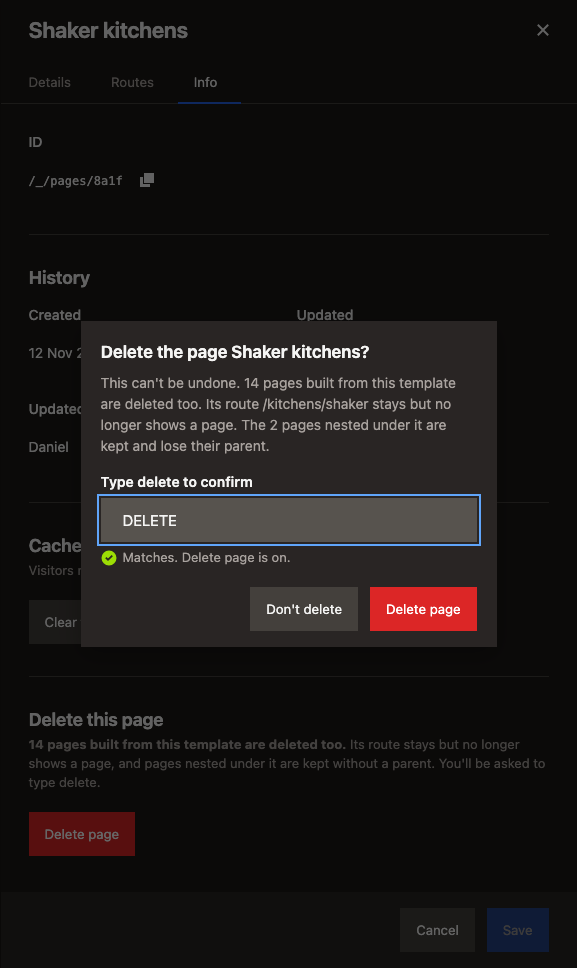 Shaker kitchens
Details Routes Info
ID
/_/pages/8a1f
History
Created Updated
12 Nov 2
Delete the page Shaker kitchens?
This can't be undone. 14 pages built from this template
are deleted too. Its route /kitchens/shaker stays but no
longer shows a page. The 2 pages nested under it are
kept and lose their parent.
Updated
Daniel
Type delete to confirm
DELETE
Matches. Delete page is on.
Don't delete Delete page
Cache
Visitors
Clear
Delete this page
14 pages built from this template are deleted too. Its route stays but no longer
shows a page, and pages nested under it are kept without a parent. You'll be asked to
type delete.
Delete page
Cancel Save